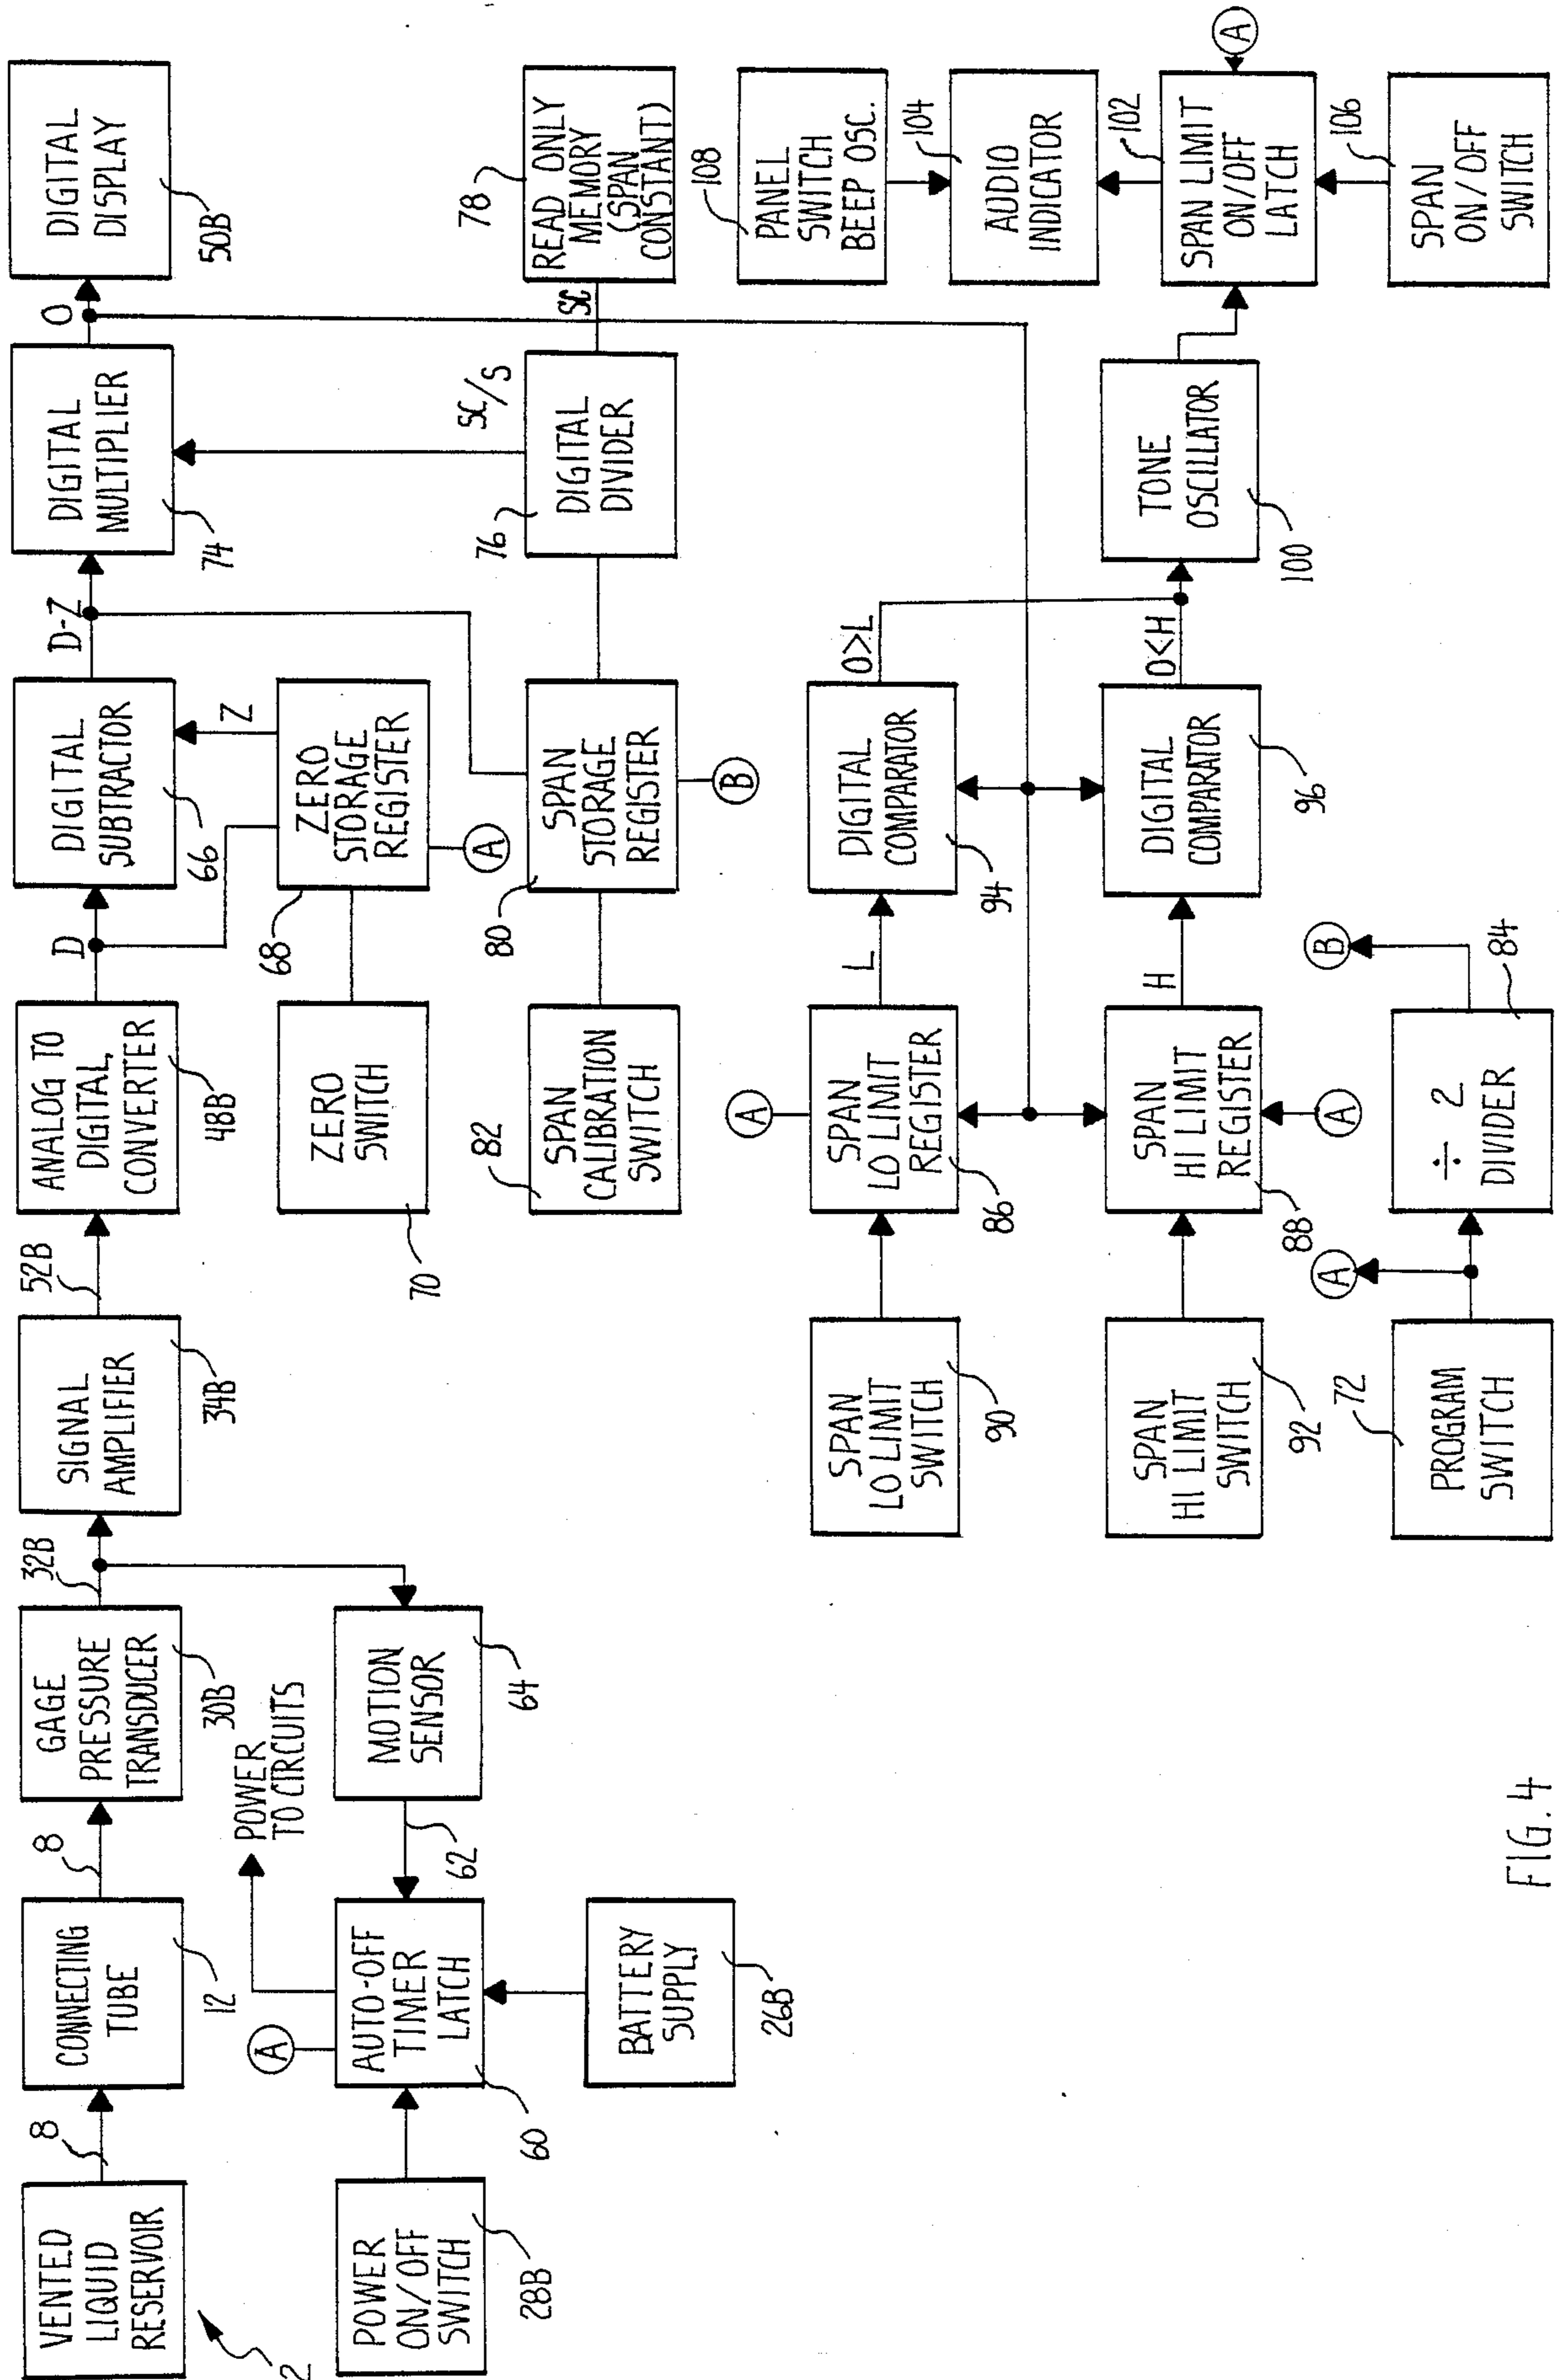 VENTED
LIQUID
RESERVOIR
2
8
CONNECTING
TUBE
12
8
GAGE
PRESSURE
TRANSDUCER
30B
32B
SIGNAL
AMPLIFIER
34B
52B
ANALOG TO
DIGITAL
CONVERTER
48B
D
DIGITAL
SUBTRACTOR
66
D-Z
DIGITAL
MULTIPLIER
74
O
DIGITAL
DISPLAY
50B
POWER
ON/OFF
SWITCH
28B
A
AUTO-OFF
TIMER
LATCH
60
POWER
TO CIRCUITS
62
MOTION
SENSOR
64
BATTERY
SUPPLY
26B
ZERO
SWITCH
70
68
ZERO
STORAGE
REGISTER
Z
A
82
SPAN
CALIBRATION
SWITCH
80
SPAN
STORAGE
REGISTER
B
76
DIGITAL
DIVIDER
SC/S
SC
78
READ ONLY
MEMORY
(SPAN
CONSTANT)
SPAN
LO LIMIT
SWITCH
90
A
SPAN
LO LIMIT
REGISTER
86
L
DIGITAL
COMPARATOR
94
O>L
SPAN
HI LIMIT
SWITCH
92
SPAN
HI LIMIT
REGISTER
88
A
H
DIGITAL
COMPARATOR
96
O<H
TONE
OSCILLATOR
100
108
PANEL
SWITCH
BEEP OSC.
104
AUDIO
INDICATOR
102
SPAN LIMIT
ON/OFF
LATCH
A
106
SPAN
ON/OFF
SWITCH
72
PROGRAM
SWITCH
A
÷ 2
DIVIDER
84
B
FIG. 4